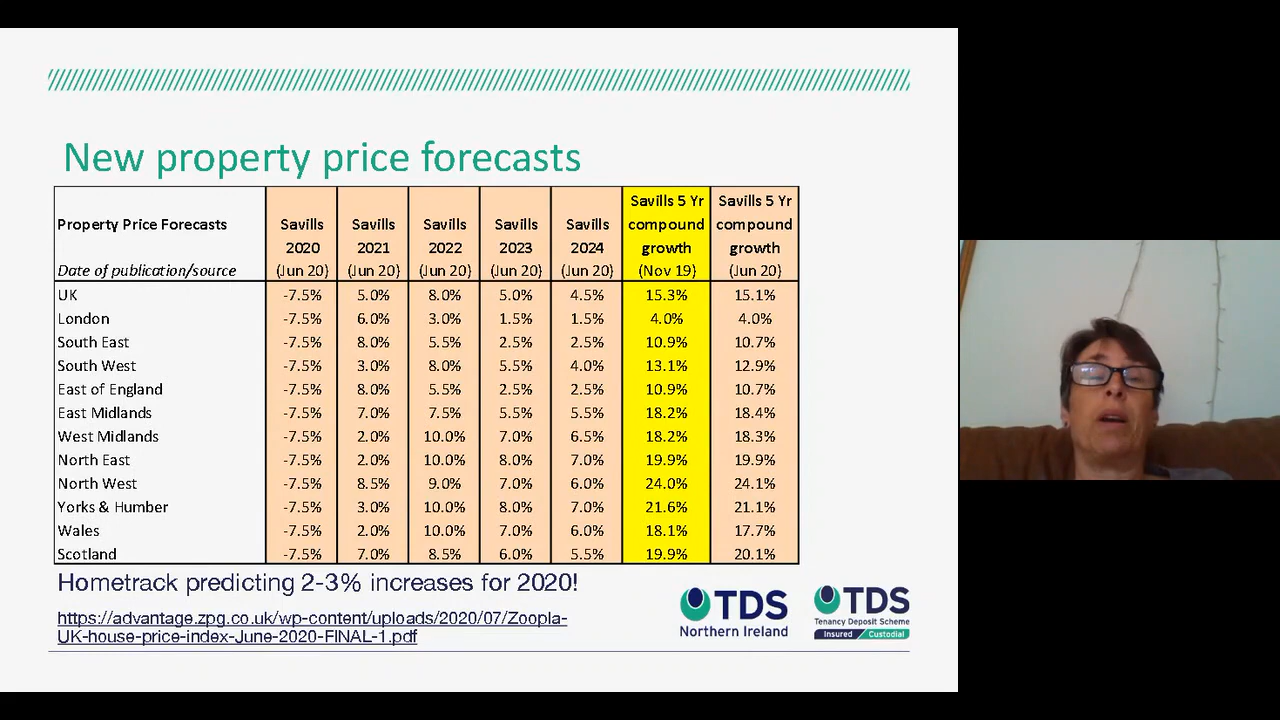 New property price forecasts
Property Price Forecasts Savills 2020 Savills 2021 Savills 2022 Savills 2023 Savills 2024 Savills 5 Yr compound growth Savills 5 Yr compound growth
Date of publication/source (Jun 20) (Jun 20) (Jun 20) (Jun 20) (Jun 20) (Nov 19) (Jun 20)
UK -7.5% 5.0% 8.0% 5.0% 4.5% 15.3% 15.1%
London -7.5% 6.0% 3.0% 1.5% 1.5% 4.0% 4.0%
South East -7.5% 8.0% 5.5% 2.5% 2.5% 10.9% 10.7%
South West -7.5% 3.0% 8.0% 5.5% 4.0% 13.1% 12.9%
East of England -7.5% 8.0% 5.5% 2.5% 2.5% 10.9% 10.7%
East Midlands -7.5% 7.0% 7.5% 5.5% 5.5% 18.2% 18.4%
West Midlands -7.5% 2.0% 10.0% 7.0% 6.5% 18.2% 18.3%
North East -7.5% 2.0% 10.0% 8.0% 7.0% 19.9% 19.9%
North West -7.5% 8.5% 9.0% 7.0% 6.0% 24.0% 24.1%
Yorks & Humber -7.5% 3.0% 10.0% 8.0% 7.0% 21.6% 21.1%
Wales -7.5% 2.0% 10.0% 7.0% 6.0% 18.1% 17.7%
Scotland -7.5% 7.0% 8.5% 6.0% 5.5% 19.9% 20.1%
Hometrack predicting 2-3% increases for 2020!
https://advantage.zpg.co.uk/wp-content/uploads/2020/07/Zoopla-
UK-house-price-index-June-2020-FINAL-1.pdf
TDS
Northern Ireland
TDS
Tenancy Deposit Scheme
Insured Custodial